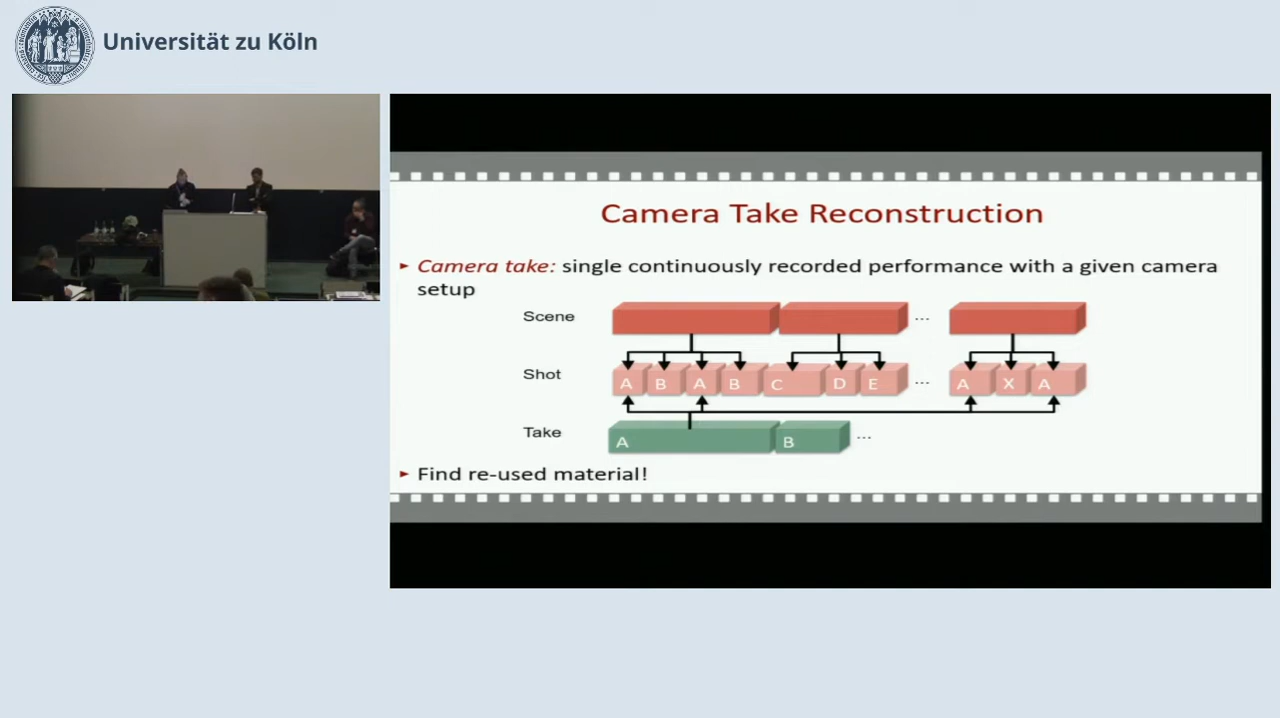 Universität zu Köln
Camera Take Reconstruction
Camera take: single continuously recorded performance with a given camera
setup
Scene
...
Shot
A B A B C D E ... A X A
Take
A B ...
Find re-used material!